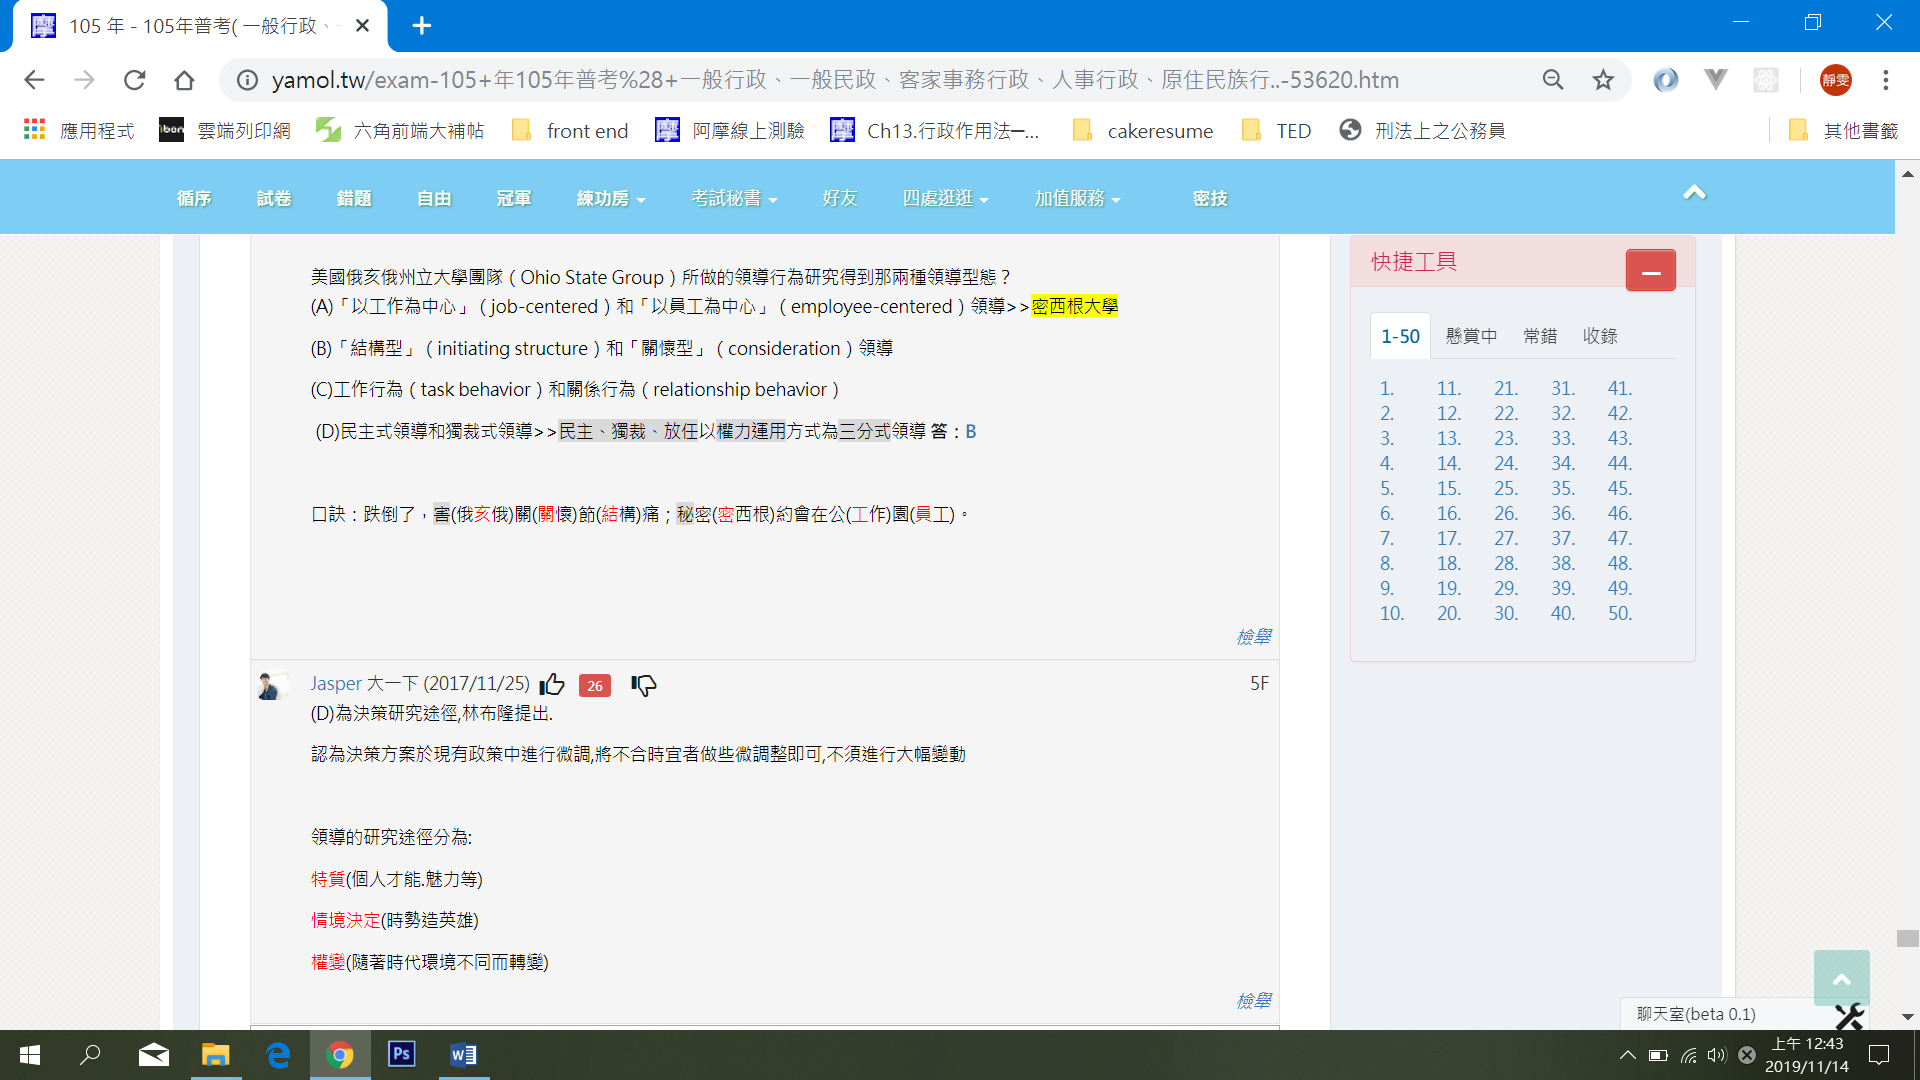 105 年 - 105年普考( 一般行政、
yamol.tw/exam-105+年105年普考%28+一般行政、一般民政、客家事務行政、人事行政、原住民族行..-53620.htm
靜雯
應用程式 ibon 雲端列印網 六角前端大補帖 front end 阿摩線上測驗 Ch13.行政作用法─... cakeresume TED 刑法上之公務員 其他書籤
循序 試卷 錯題 自由 冠軍 練功房 考試秘書 好友 四處逛逛 加值服務 密技
美國俄亥俄州立大學團隊（Ohio State Group）所做的領導行為研究得到那兩種領導型態？
(A)「以工作為中心」（job-centered）和「以員工為中心」（employee-centered）領導>>密西根大學
(B)「結構型」（initiating structure）和「關懷型」（consideration）領導
(C)工作行為（task behavior）和關係行為（relationship behavior）
(D)民主式領導和獨裁式領導>>民主、獨裁、放任以權力運用方式為三分式領導 答：B
口訣：跌倒了，害(俄亥俄)關(關懷)節(結構)痛；秘密(密西根)約會在公(工作)園(員工)。
檢舉
Jasper 大一下 (2017/11/25) 26 5F
(D)為決策研究途徑,林布隆提出.
認為決策方案於現有政策中進行微調,將不合時宜者做些微調整即可,不須進行大幅變動
領導的研究途徑分為:
特質(個人才能.魅力等)
情境決定(時勢造英雄)
權變(隨著時代環境不同而轉變)
檢舉
快捷工具
1-50 懸賞中 常錯 收錄
1. 11. 21. 31. 41.
2. 12. 22. 32. 42.
3. 13. 23. 33. 43.
4. 14. 24. 34. 44.
5. 15. 25. 35. 45.
6. 16. 26. 36. 46.
7. 17. 27. 37. 47.
8. 18. 28. 38. 48.
9. 19. 29. 39. 49.
10. 20. 30. 40. 50.
聊天室(beta 0.1)
Ps
上午 12:43
2019/11/14